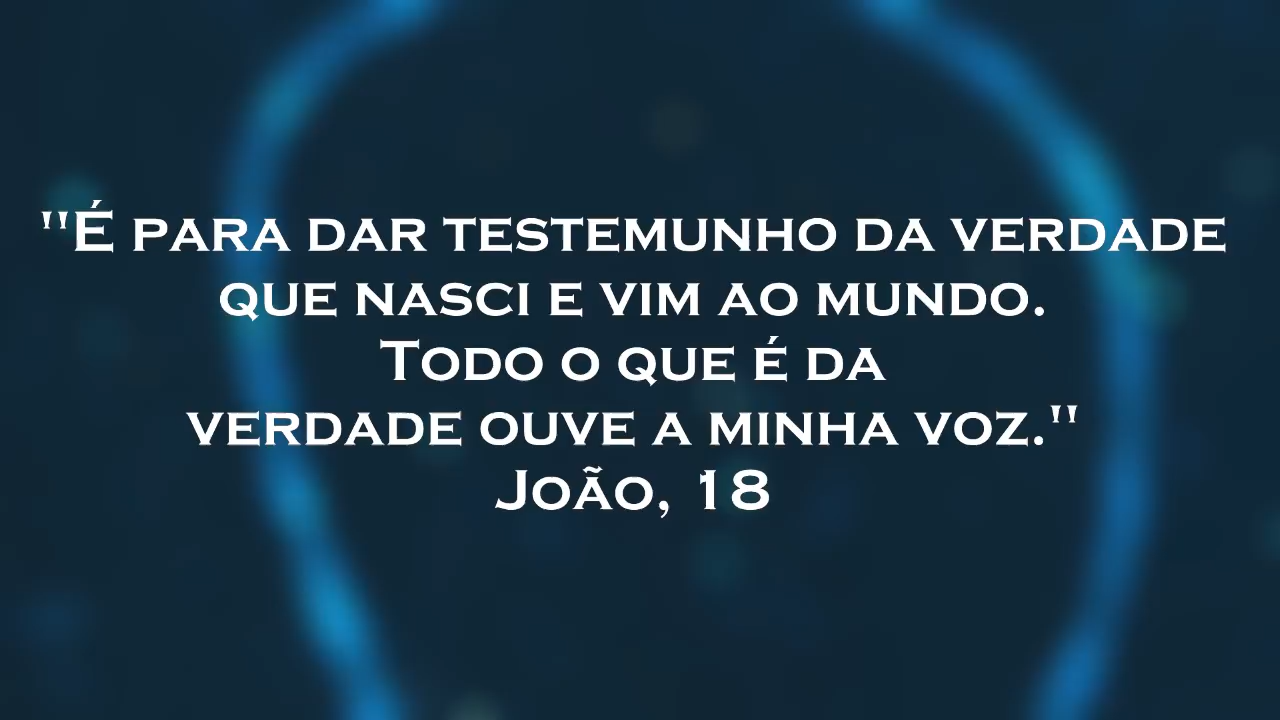 "É para dar testemunho da verdade
que nasci e vim ao mundo.
Todo o que é da
verdade ouve a minha voz."
João, 18